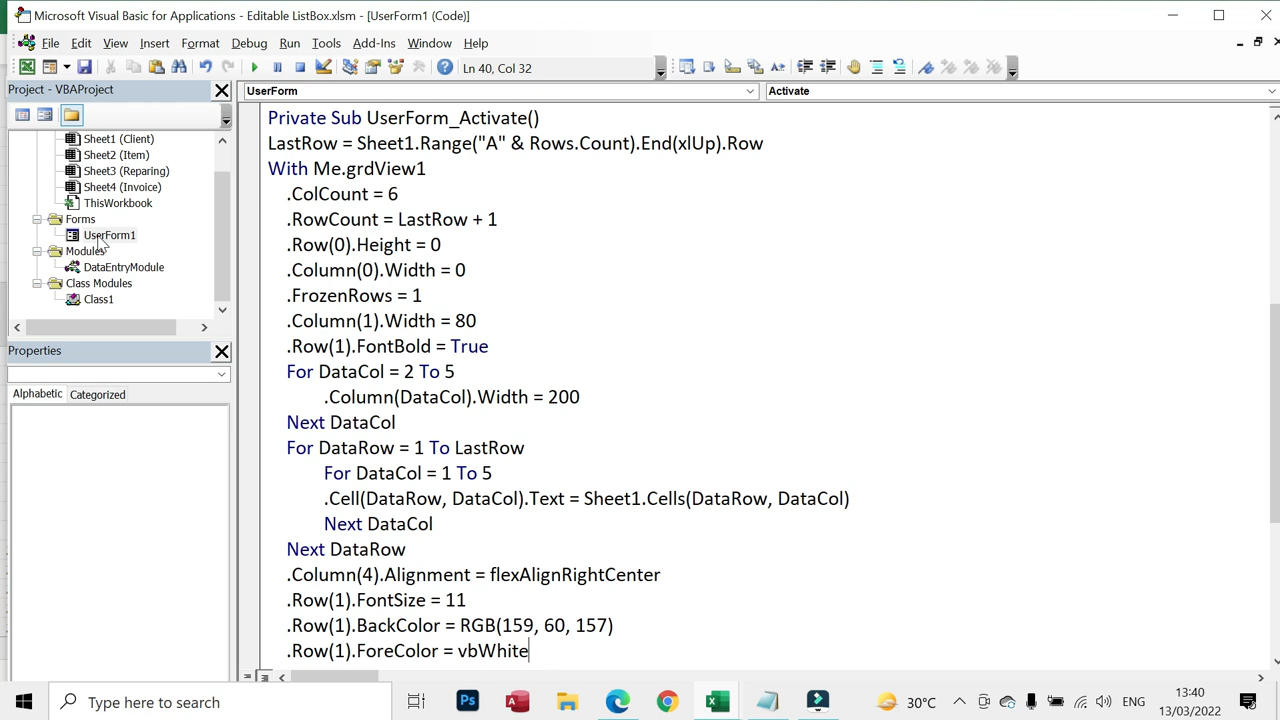 Microsoft Visual Basic for Applications - Editable ListBox.xlsm - [UserForm1 (Code)]
File Edit View Insert Format Debug Run Tools Add-Ins Window Help
Ln 40, Col 32
Project - VBAProject
UserForm
Activate
Sheet1 (Client)
Sheet2 (Item)
Sheet3 (Reparing)
Sheet4 (Invoice)
ThisWorkbook
Forms
UserForm1
Modules
DataEntryModule
Class Modules
Class1
Properties
Alphabetic Categorized
Private Sub UserForm_Activate()
LastRow = Sheet1.Range("A" & Rows.Count).End(xlUp).Row
With Me.grdView1
.ColCount = 6
.RowCount = LastRow + 1
.Row(0).Height = 0
.Column(0).Width = 0
.FrozenRows = 1
.Column(1).Width = 80
.Row(1).FontBold = True
For DataCol = 2 To 5
.Column(DataCol).Width = 200
Next DataCol
For DataRow = 1 To LastRow
For DataCol = 1 To 5
.Cell(DataRow, DataCol).Text = Sheet1.Cells(DataRow, DataCol)
Next DataCol
Next DataRow
.Column(4).Alignment = flexAlignRightCenter
.Row(1).FontSize = 11
.Row(1).BackColor = RGB(159, 60, 157)
.Row(1).ForeColor = vbWhite
Type here to search
Ps
30°C
ENG
13:40
13/03/2022